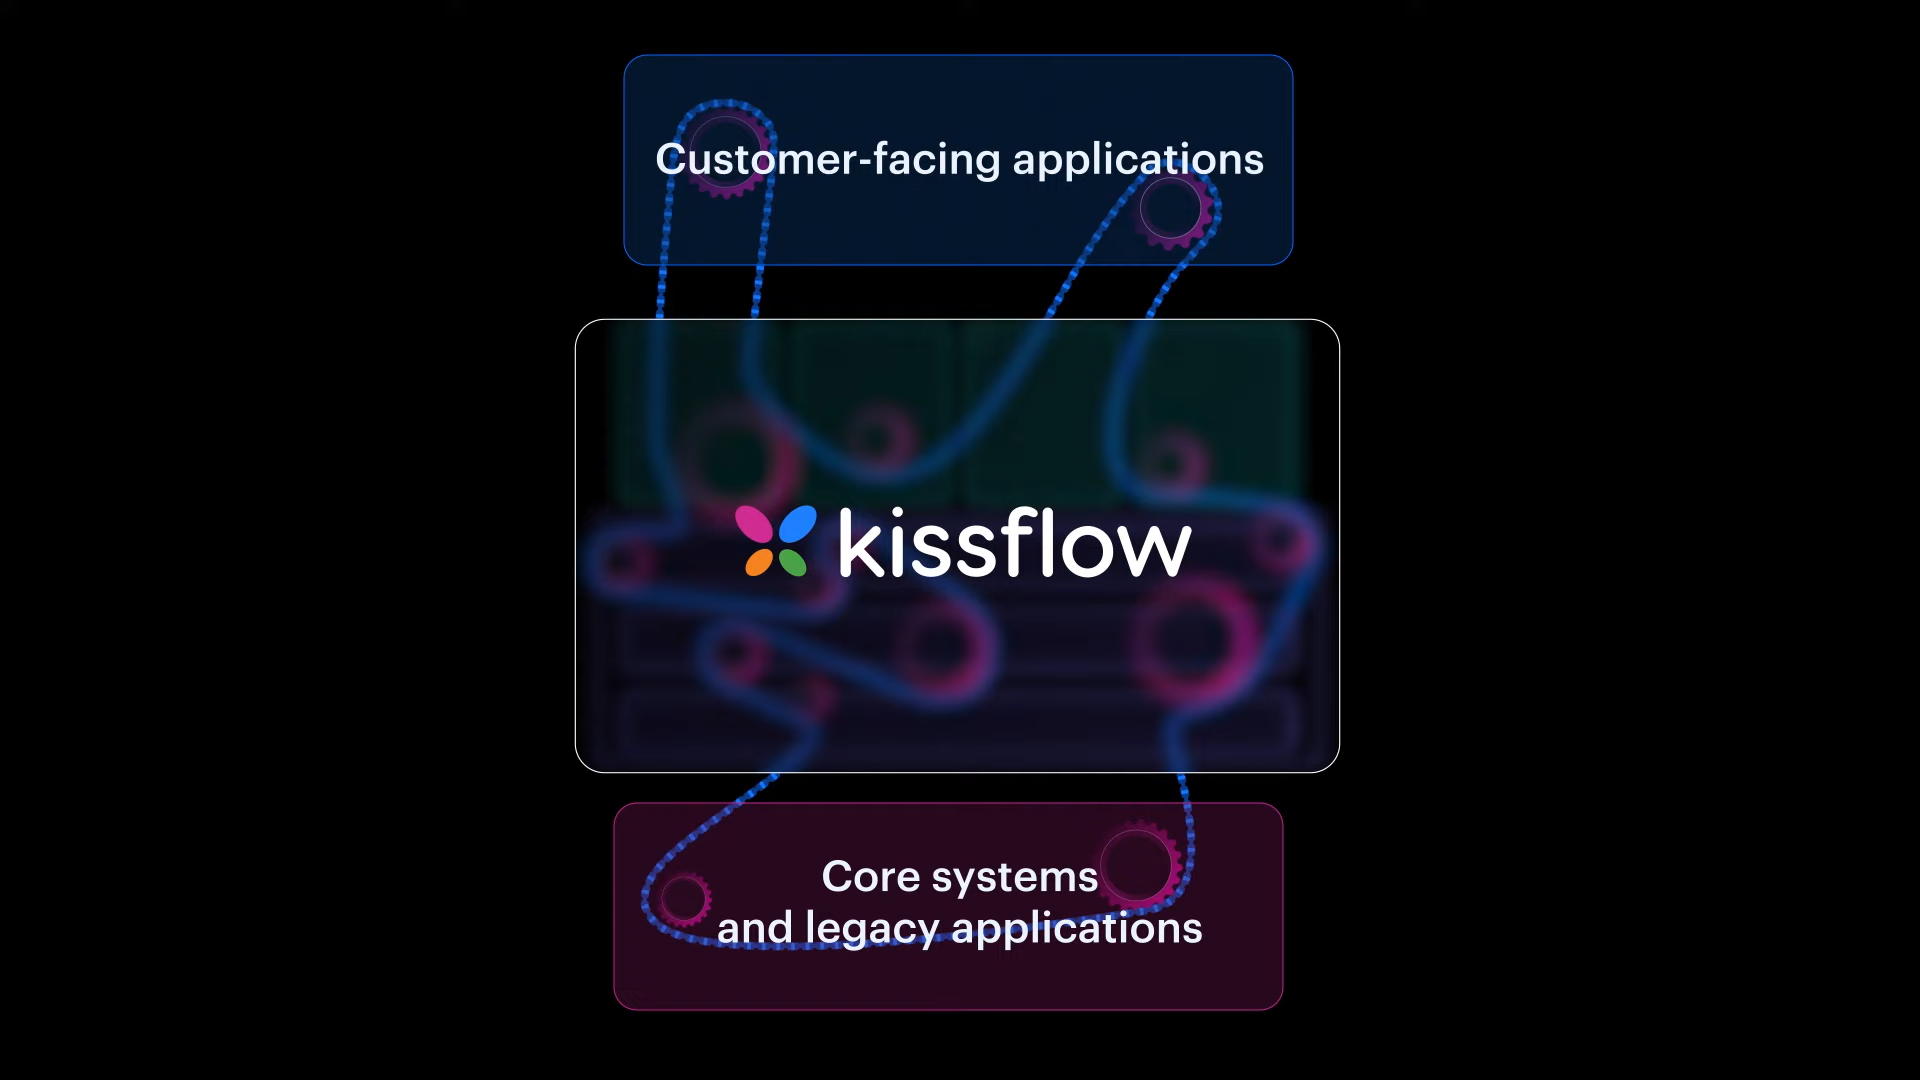 Customer-facing applications
kissflow
Core systems
and legacy applications